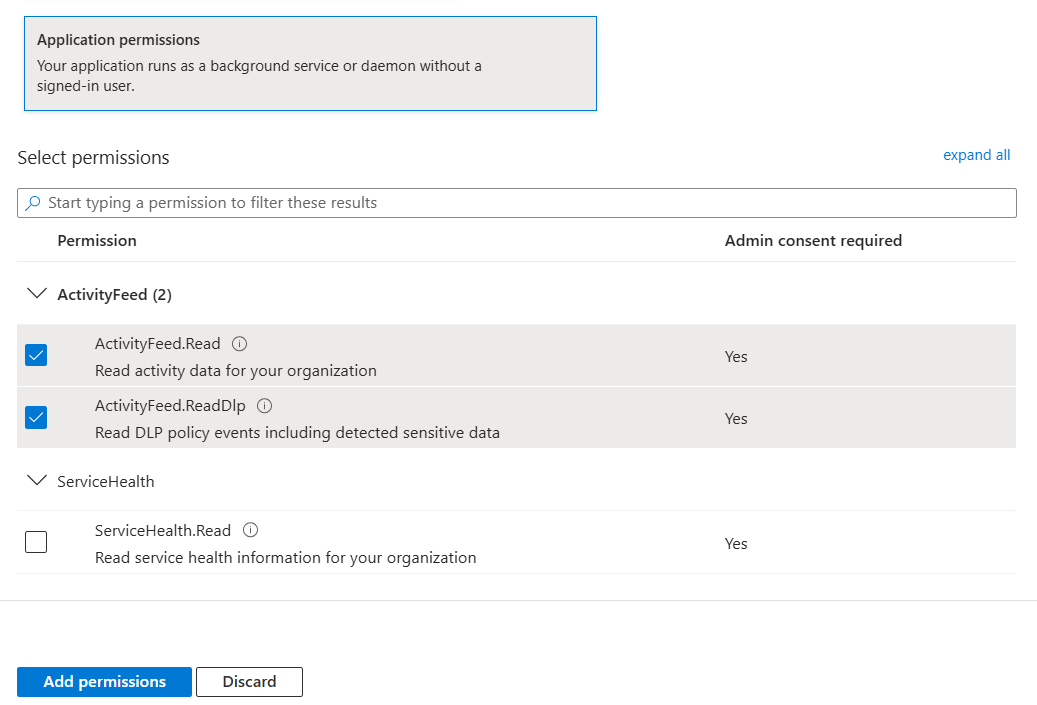 Application permissions
Your application runs as a background service or daemon without a
signed-in user.
Select permissions
expand all
Start typing a permission to filter these results
Permission
Admin consent required
ActivityFeed (2)
ActivityFeed.Read
Read activity data for your organization
Yes
ActivityFeed.ReadDlp
Read DLP policy events including detected sensitive data
Yes
ServiceHealth
ServiceHealth.Read
Read service health information for your organization
Yes
Add permissions
Discard